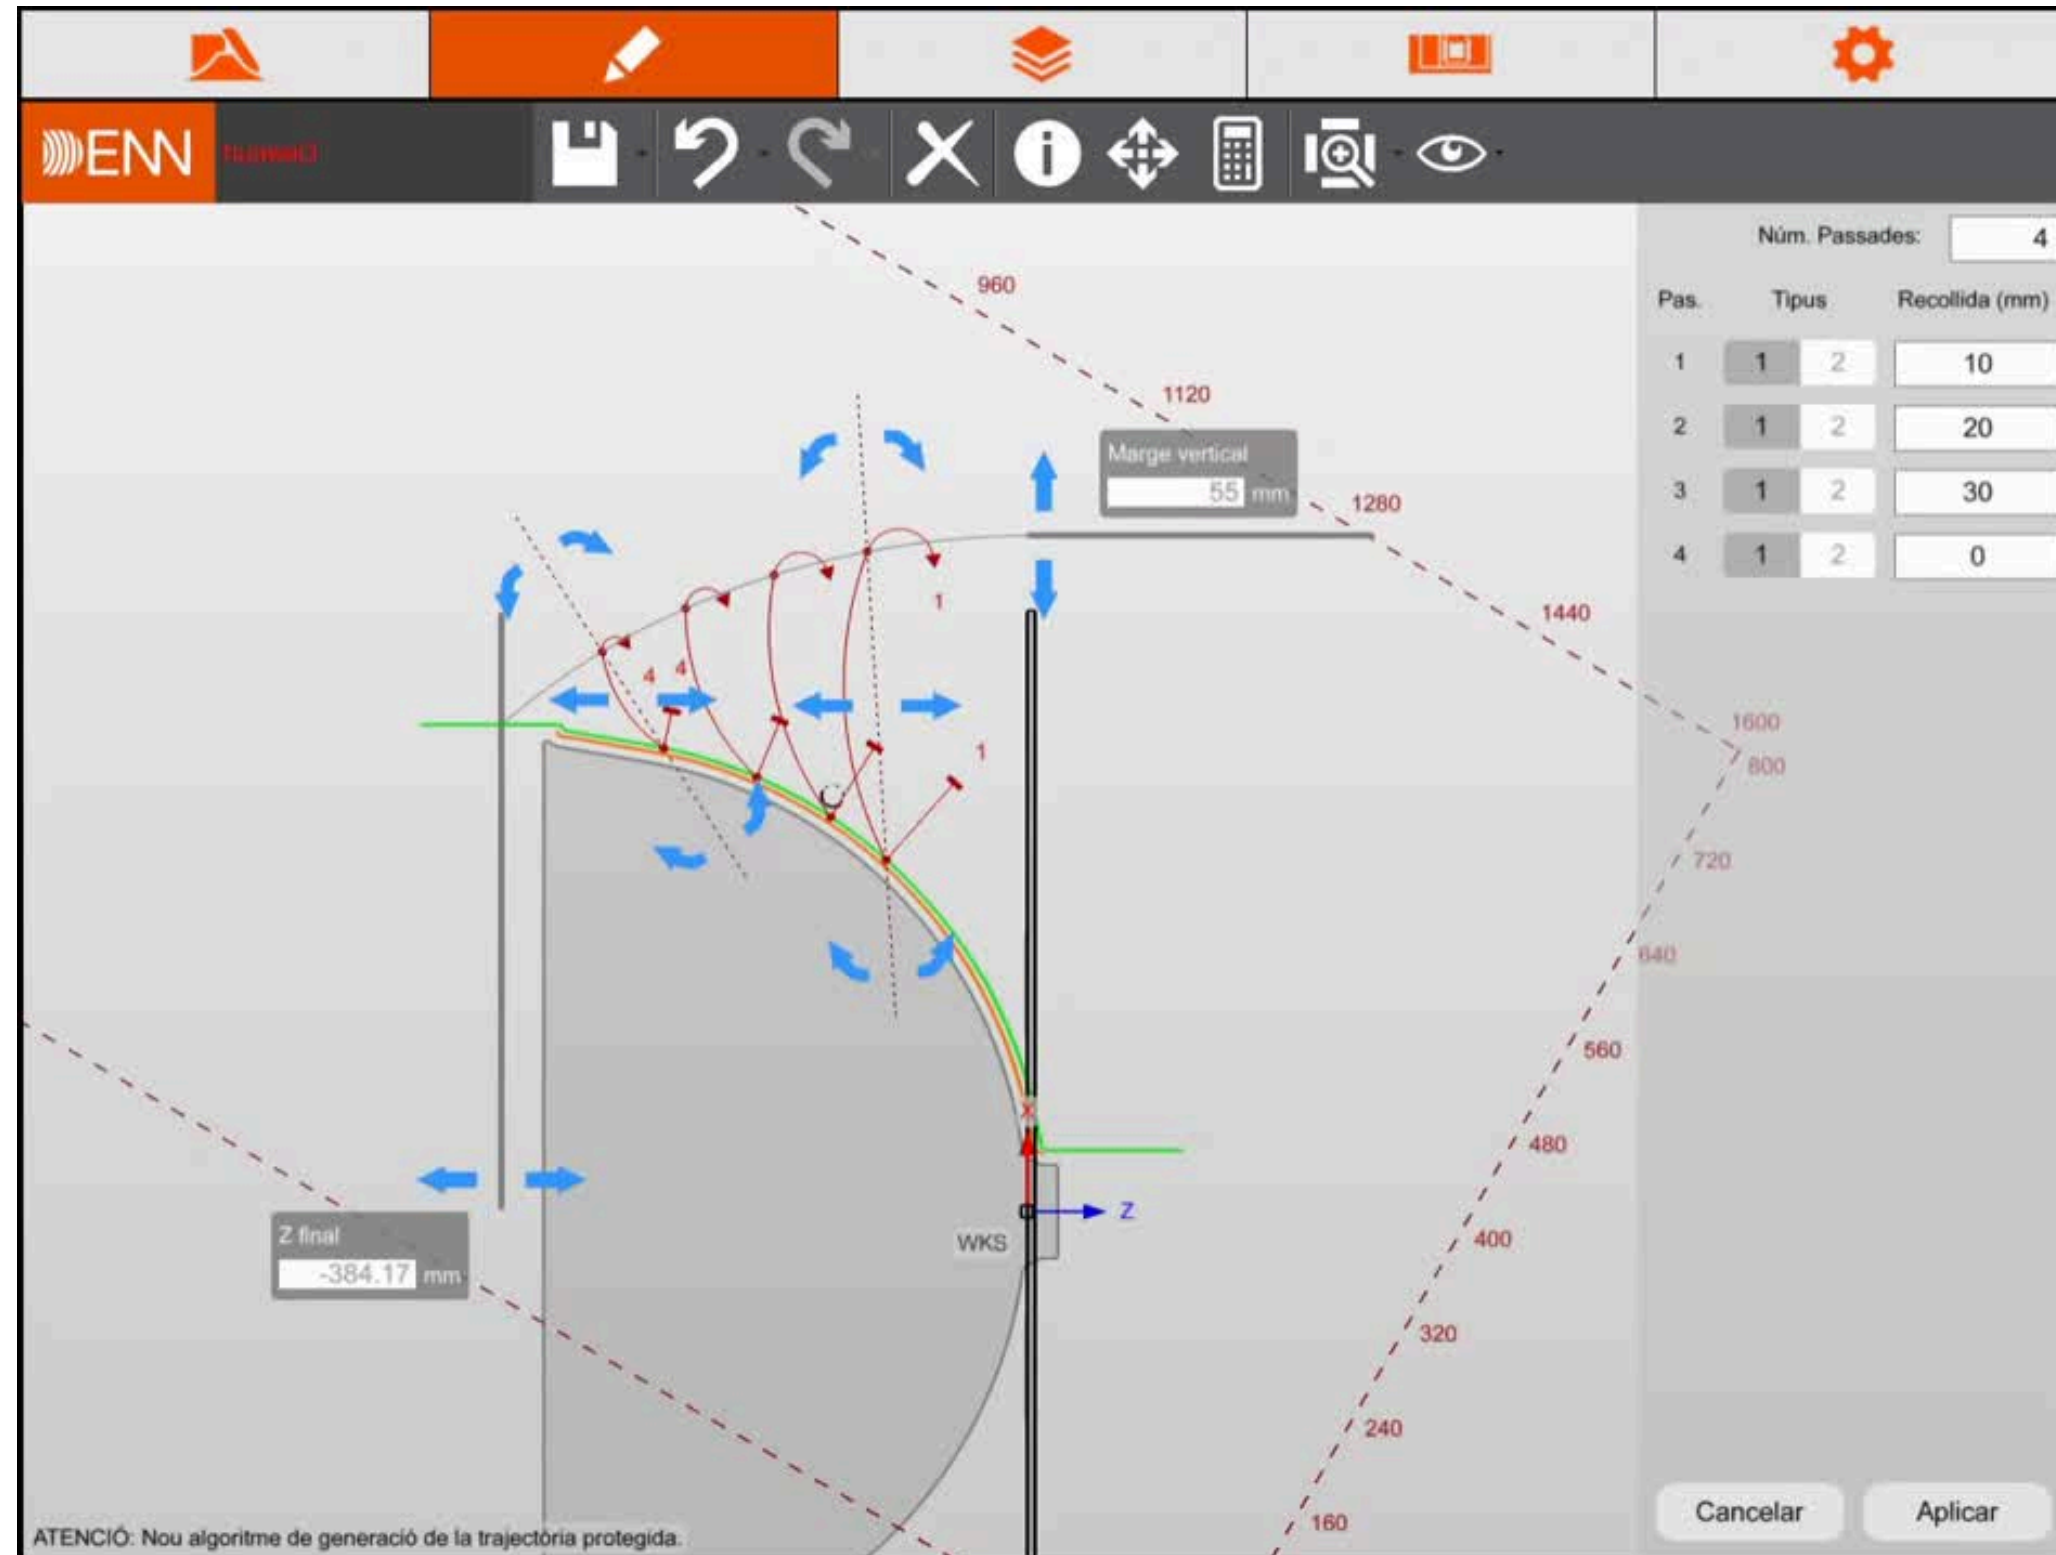 ENN
Núm. Passades: 4
Pas. Tipus Recollida (mm)
1 1 2 10
2 1 2 20
3 1 2 30
4 1 2 0
960
1120
Marge vertical
55 mm
1280
1440
1600
800
720
640
560
480
400
320
240
160
1
4 4
1
X
Z
WKS
Z final
-384.17 mm
Cancelar Aplicar
ATENCIÓ: Nou algoritme de generació de la trajectòria protegida.